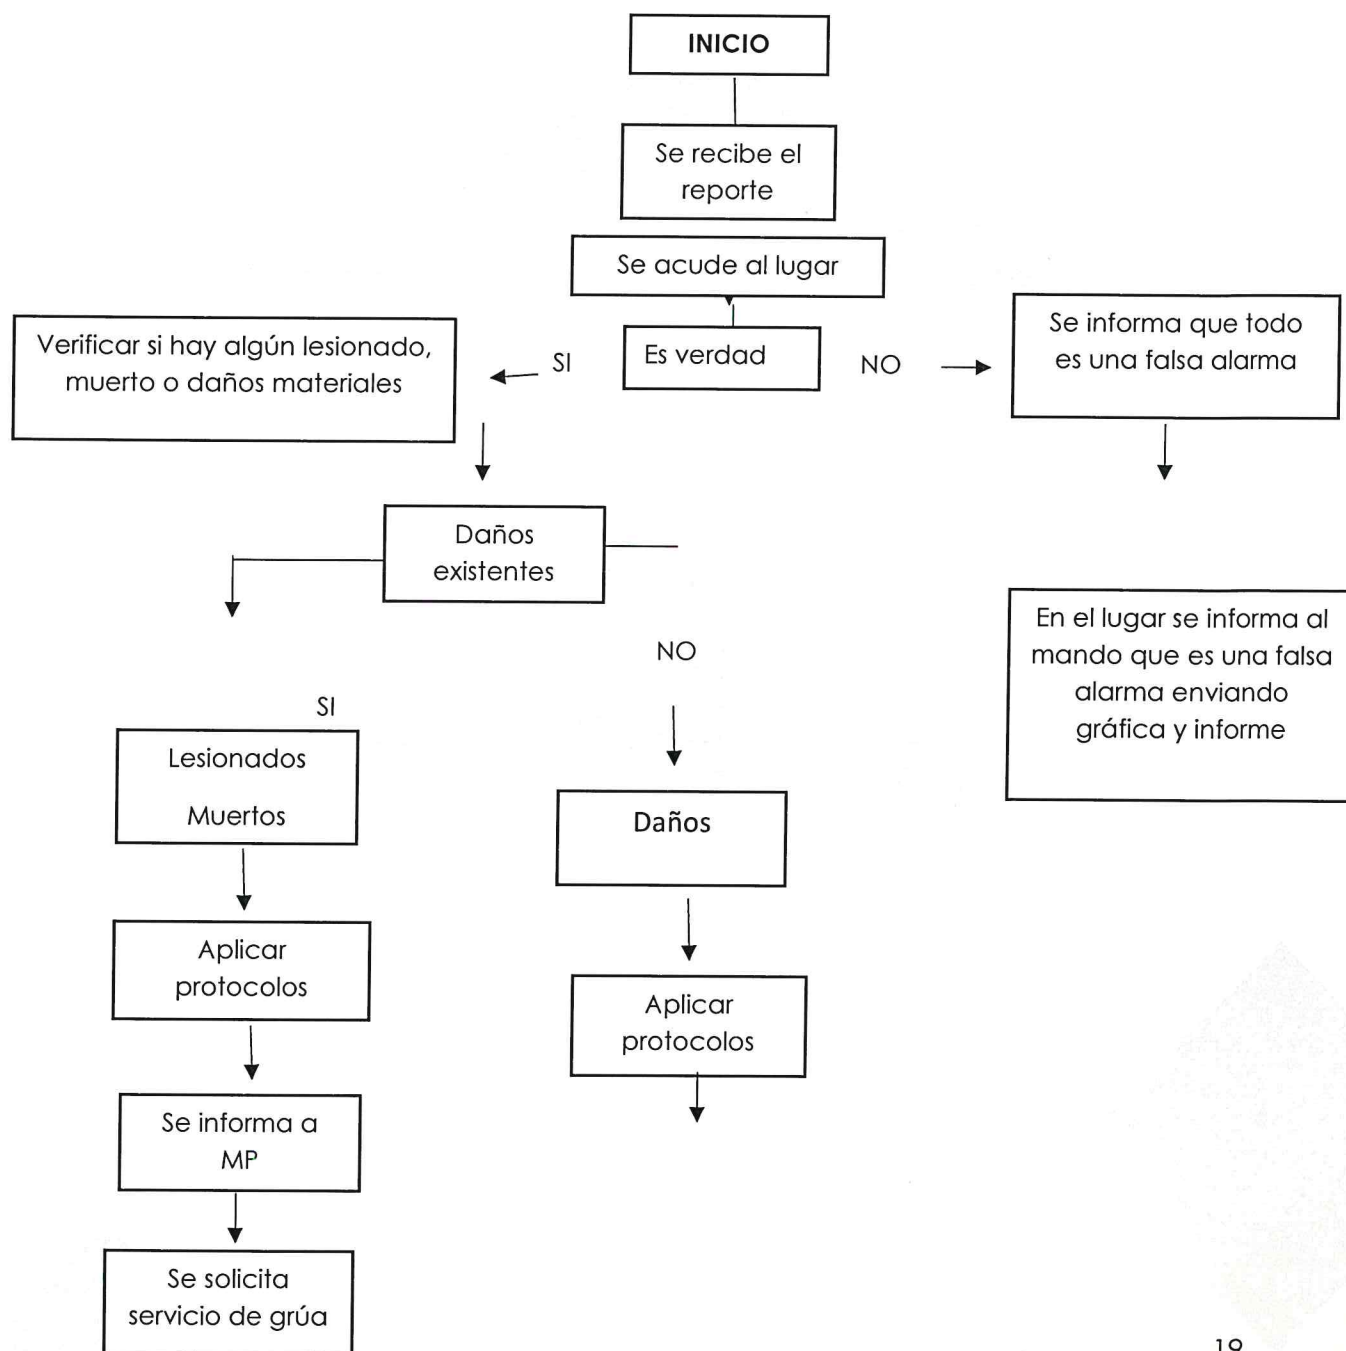 INICIO
Se recibe el
reporte
Se acude al lugar
Es verdad
SI
NO
Verificar si hay algún lesionado,
muerto o daños materiales
Se informa que todo
es una falsa alarma
Daños
existentes
En el lugar se informa al
mando que es una falsa
alarma enviando
gráfica y informe
NO
SI
Lesionados
Muertos
Daños
Aplicar
protocolos
Aplicar
protocolos
Se informa a
MP
Se solicita
servicio de grúa
19